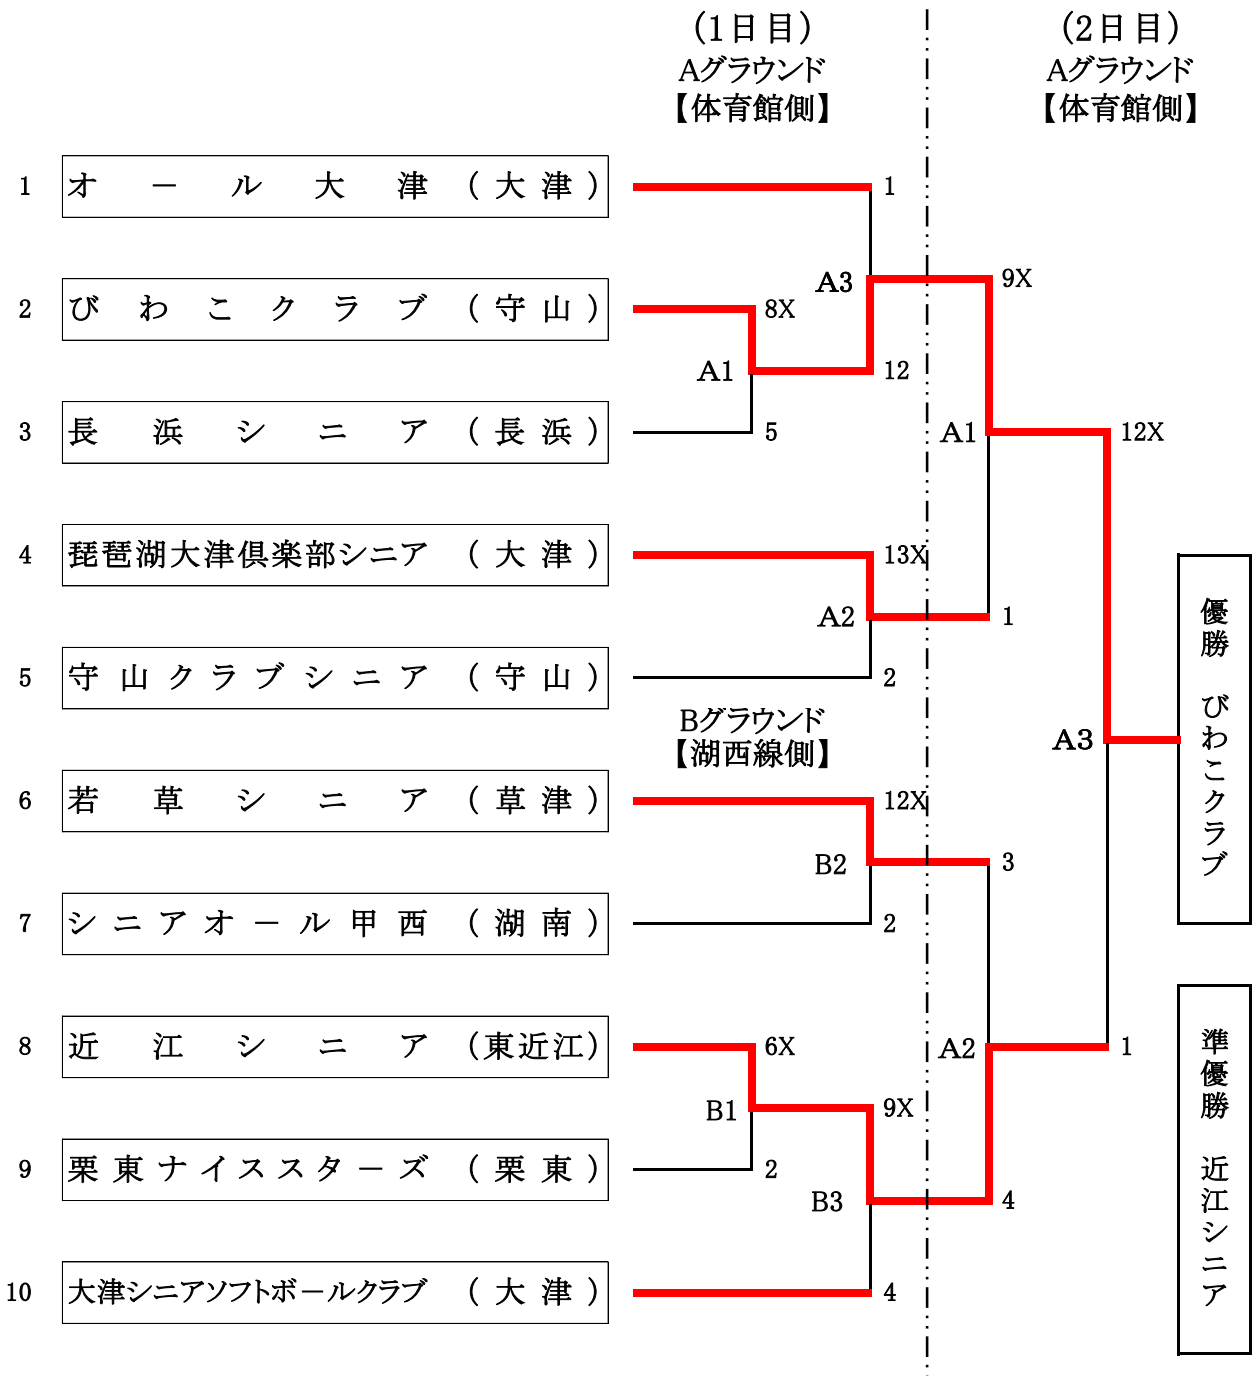 (1日目)
Aグラウンド
【体育館側】
(2日目)
Aグラウンド
【体育館側】
1 オール大津 (大津)
1
2 びわこクラブ (守山)
8X
A3
9X
A1
12
3 長浜シニア (長浜)
5
A1
12X
4 琵琶湖大津倶楽部シニア (大津)
13X
A2
1
5 守山クラブシニア (守山)
2
Bグラウンド
【湖西線側】
A3
優勝 びわこクラブ
6 若草シニア (草津)
12X
B2
3
7 シニアオール甲西 (湖南)
2
8 近江シニア (東近江)
6X
A2
1
B1
9X
9 栗東ナイススターズ (栗東)
2
B3
4
10 大津シニアソフトボールクラブ (大津)
4
準優勝 近江シニア